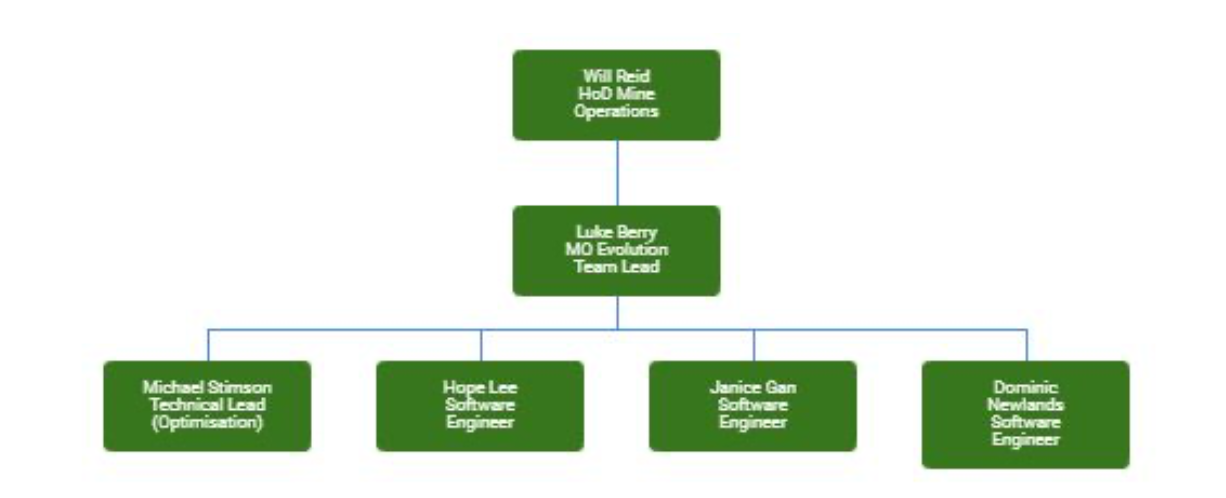 Will Reid
HoD Mine
Operations
Luke Berry
MO Evolution
Team Lead
Michael Stimson
Technical Lead
(Optimisation)
Hope Lee
Software
Engineer
Janice Gan
Software
Engineer
Dominic
Newlands
Software
Engineer